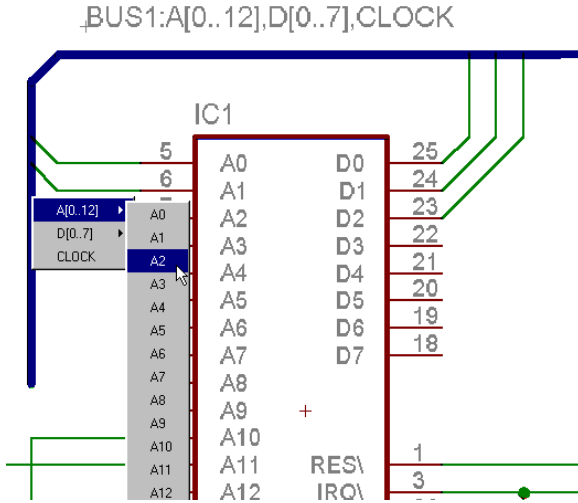 BUS1:A[0..12],D[0..7],CLOCK
IC1
5 A0 D0 25
6 A1 D1 24
A2 D2 23
A3 D3 22
A4 D4 21
A5 D5 20
A6 D6 19
A7 D7 18
A8
A9
A10
A11 RES\ 1
A12 IRQ\ 3
A[0..12]
D[0..7]
CLOCK
A0
A1
A2
A3
A4
A5
A6
A7
A8
A9
A10
A11
A12